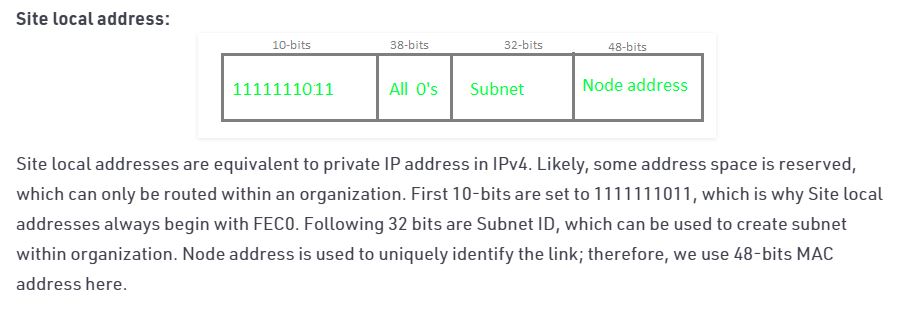 Site local address:
10-bits 38-bits 32-bits 48-bits
1111111011 All 0's Subnet Node address
Site local addresses are equivalent to private IP address in IPv4. Likely, some address space is reserved,
which can only be routed within an organization. First 10-bits are set to 1111111011, which is why Site local
addresses always begin with FEC0. Following 32 bits are Subnet ID, which can be used to create subnet
within organization. Node address is used to uniquely identify the link; therefore, we use 48-bits MAC
address here.